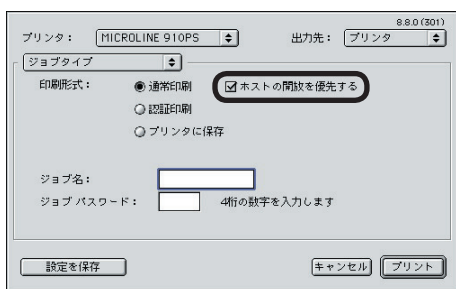 8.8.0 (301)
プリンタ： MICROLINE 910PS 出力先： プリンタ
ジョブタイプ
印刷形式： 通常印刷 ホストの開放を優先する
認証印刷
プリンタに保存
ジョブ名：
ジョブ パスワード： 4桁の数字を入力します
設定を保存 キャンセル プリント